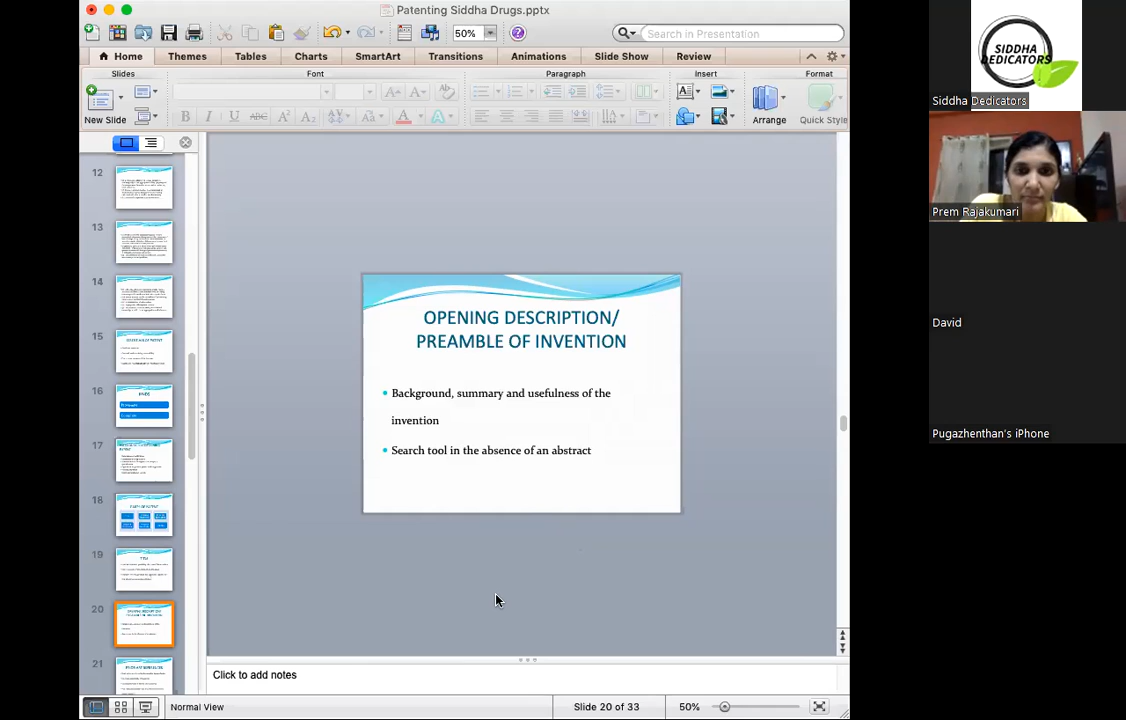 Patenting Siddha Drugs.pptx
50%
Search in Presentation
Home
Themes
Tables
Charts
SmartArt
Transitions
Animations
Slide Show
Review
Slides
Font
Paragraph
Insert
Format
New Slide
Arrange
Quick Style
12
13
14
15
16
17
18
19
20
21
OPENING DESCRIPTION/
PREAMBLE OF INVENTION
Background, summary and usefulness of the
invention
Search tool in the absence of an abstract
Click to add notes
Normal View
Slide 20 of 33
50%
SIDDHA
DEDICATORS
Siddha Dedicators
Prem Rajakumari
David
Pugazhenthan's iPhone